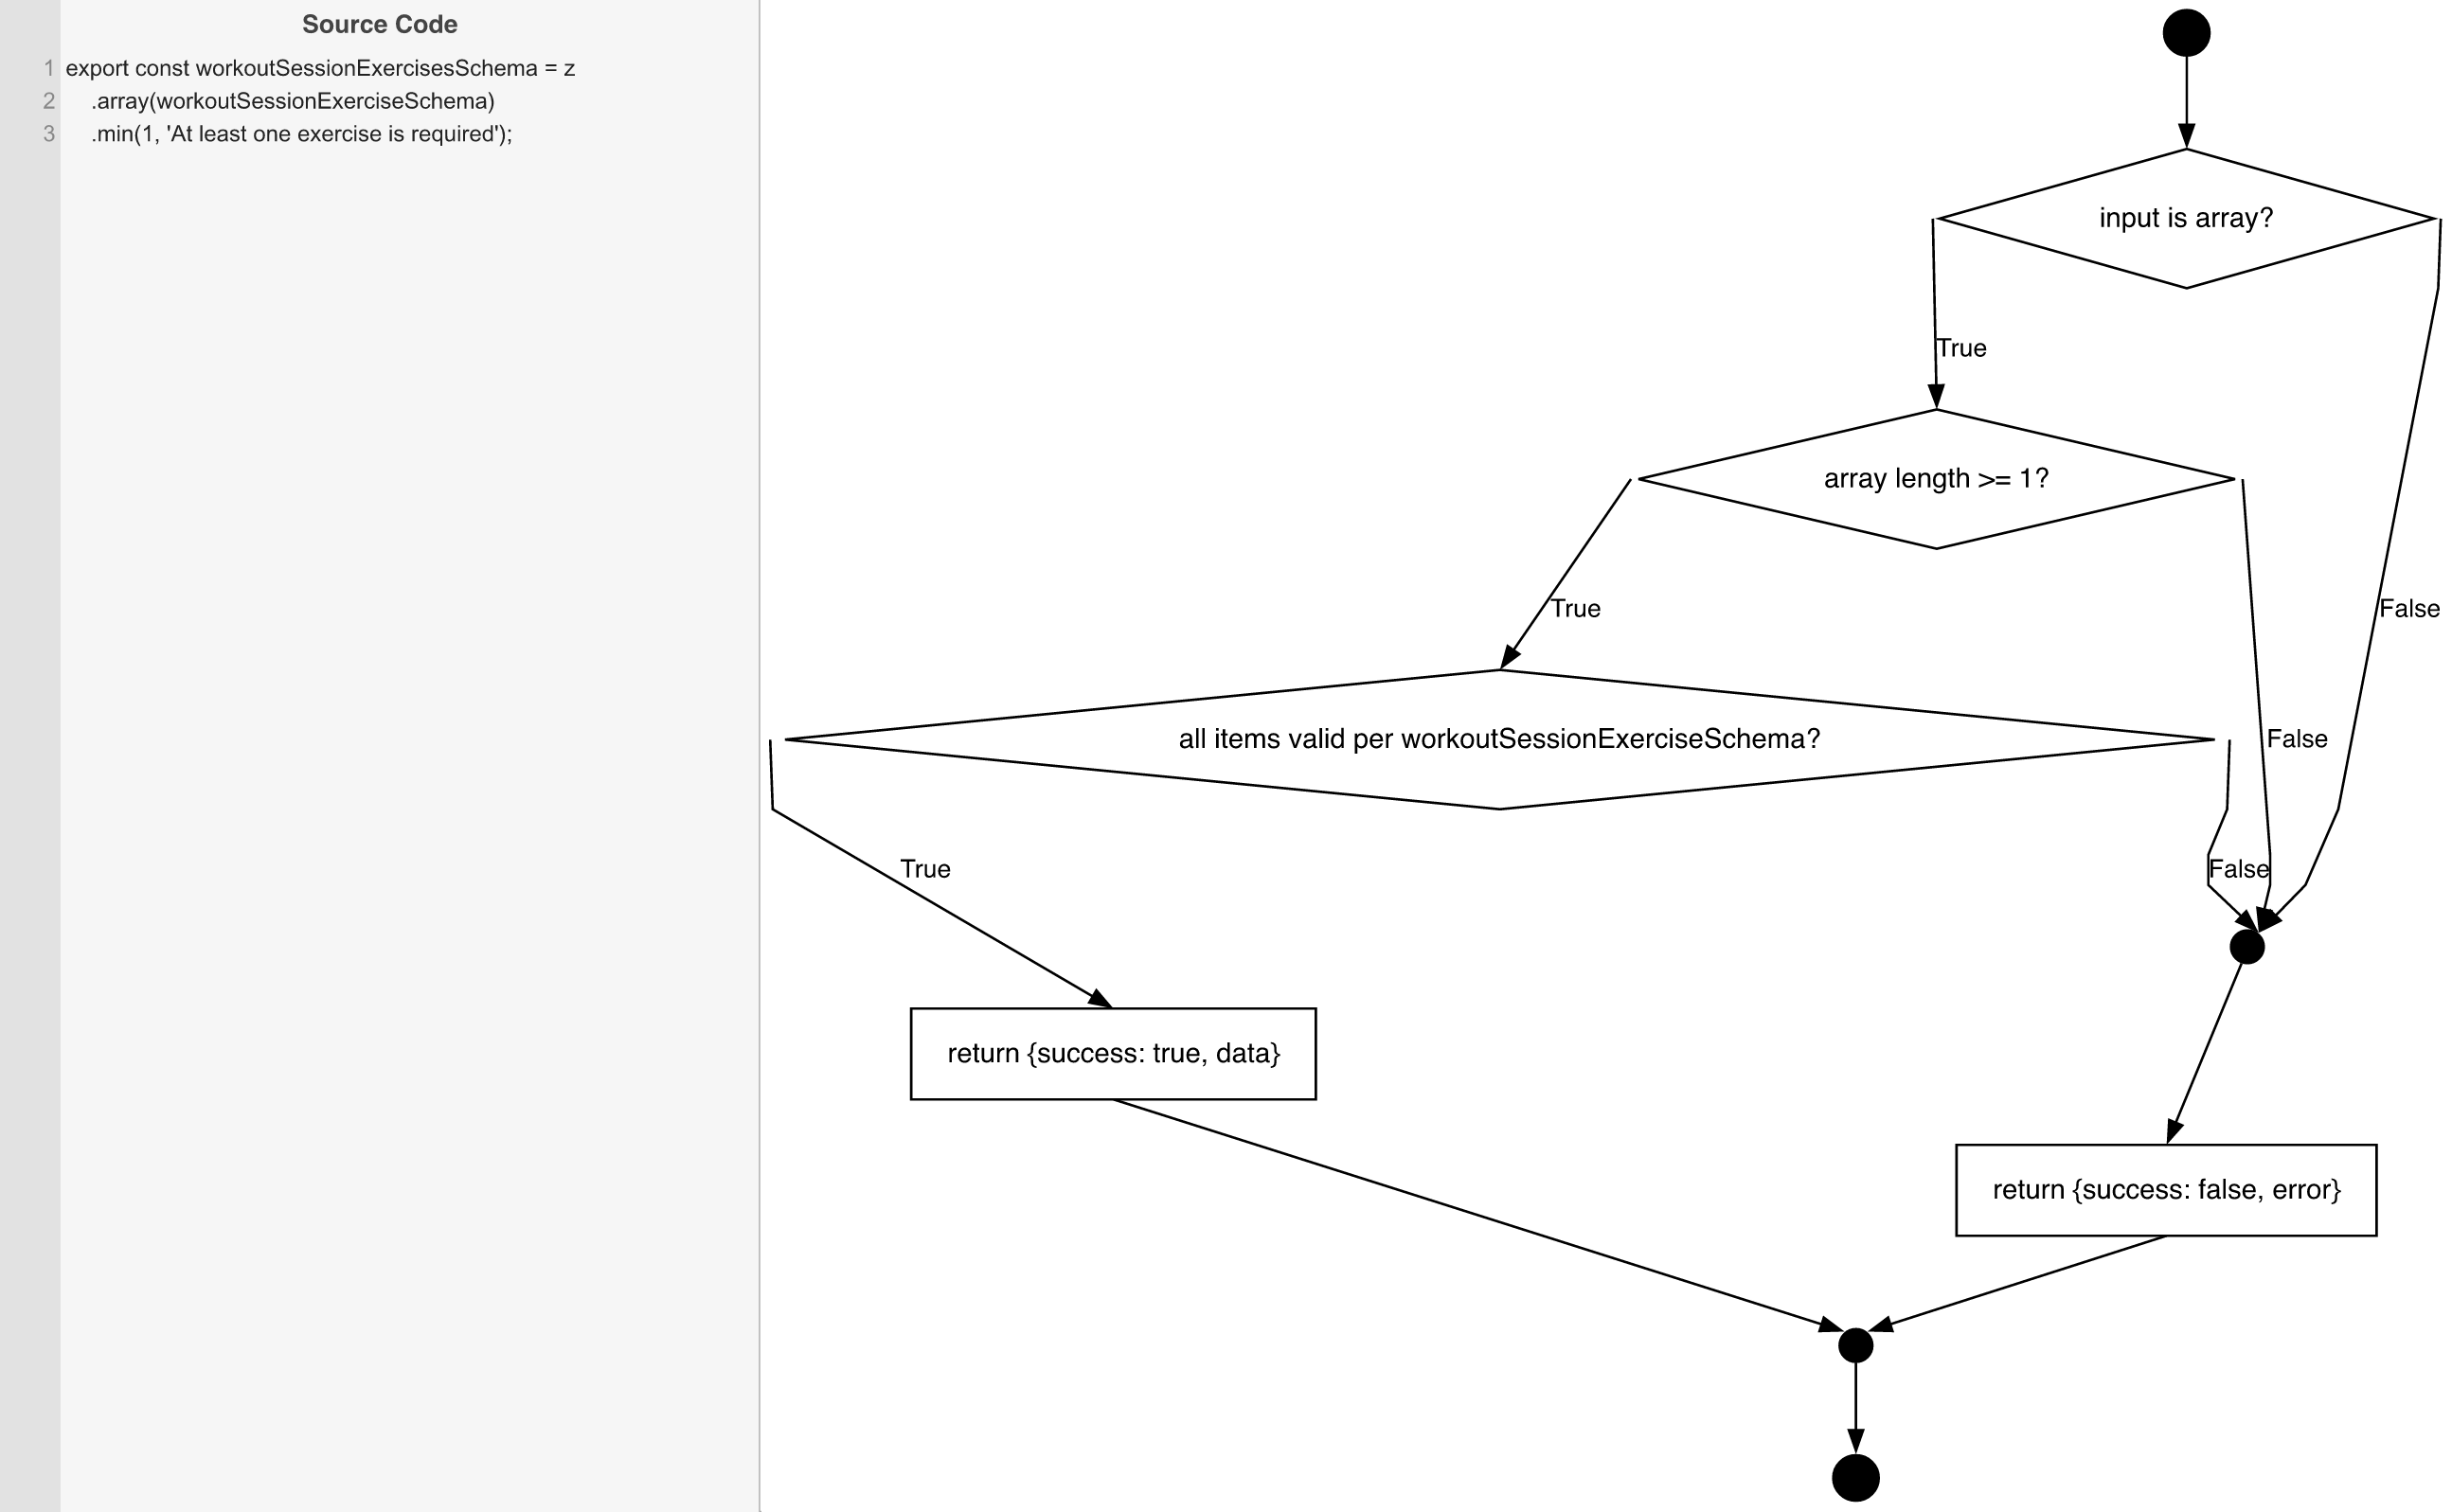 Source Code
1 export const workoutSessionExercisesSchema = z
2 .array(workoutSessionExerciseSchema)
3 .min(1, 'At least one exercise is required');
input is array?
True
array length >= 1?
True
False
all items valid per workoutSessionExerciseSchema?
False
True
False
return {success: true, data}
return {success: false, error}